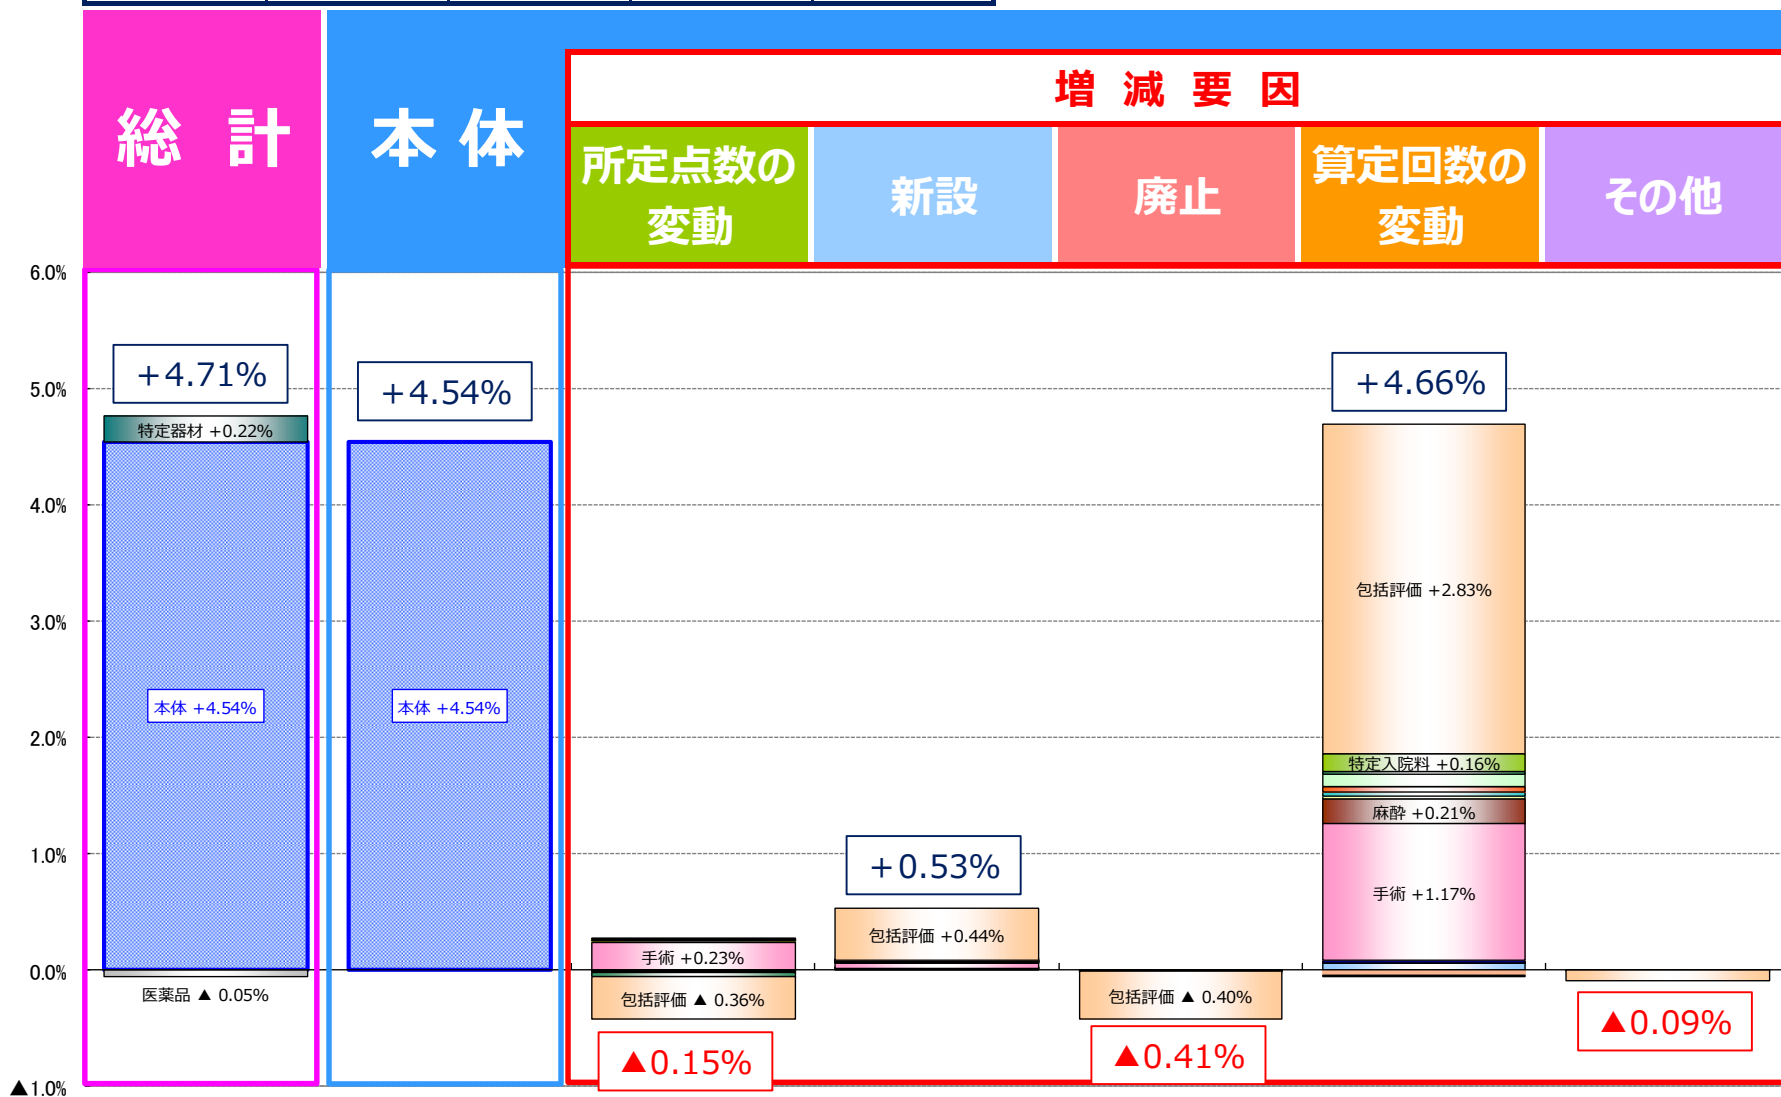 増減要因
総計
本体
所定点数の
変動
新設
廃止
算定回数の
変動
その他
6.0%
5.0%
4.0%
3.0%
2.0%
1.0%
0.0%
▲1.0%
+4.71%
特定器材 +0.22%
本体 +4.54%
医薬品 ▲ 0.05%
+4.54%
本体 +4.54%
手術 +0.23%
包括評価 ▲ 0.36%
▲0.15%
+0.53%
包括評価 +0.44%
包括評価 ▲ 0.40%
▲0.41%
+4.66%
包括評価 +2.83%
特定入院料 +0.16%
麻酔 +0.21%
手術 +1.17%
▲0.09%